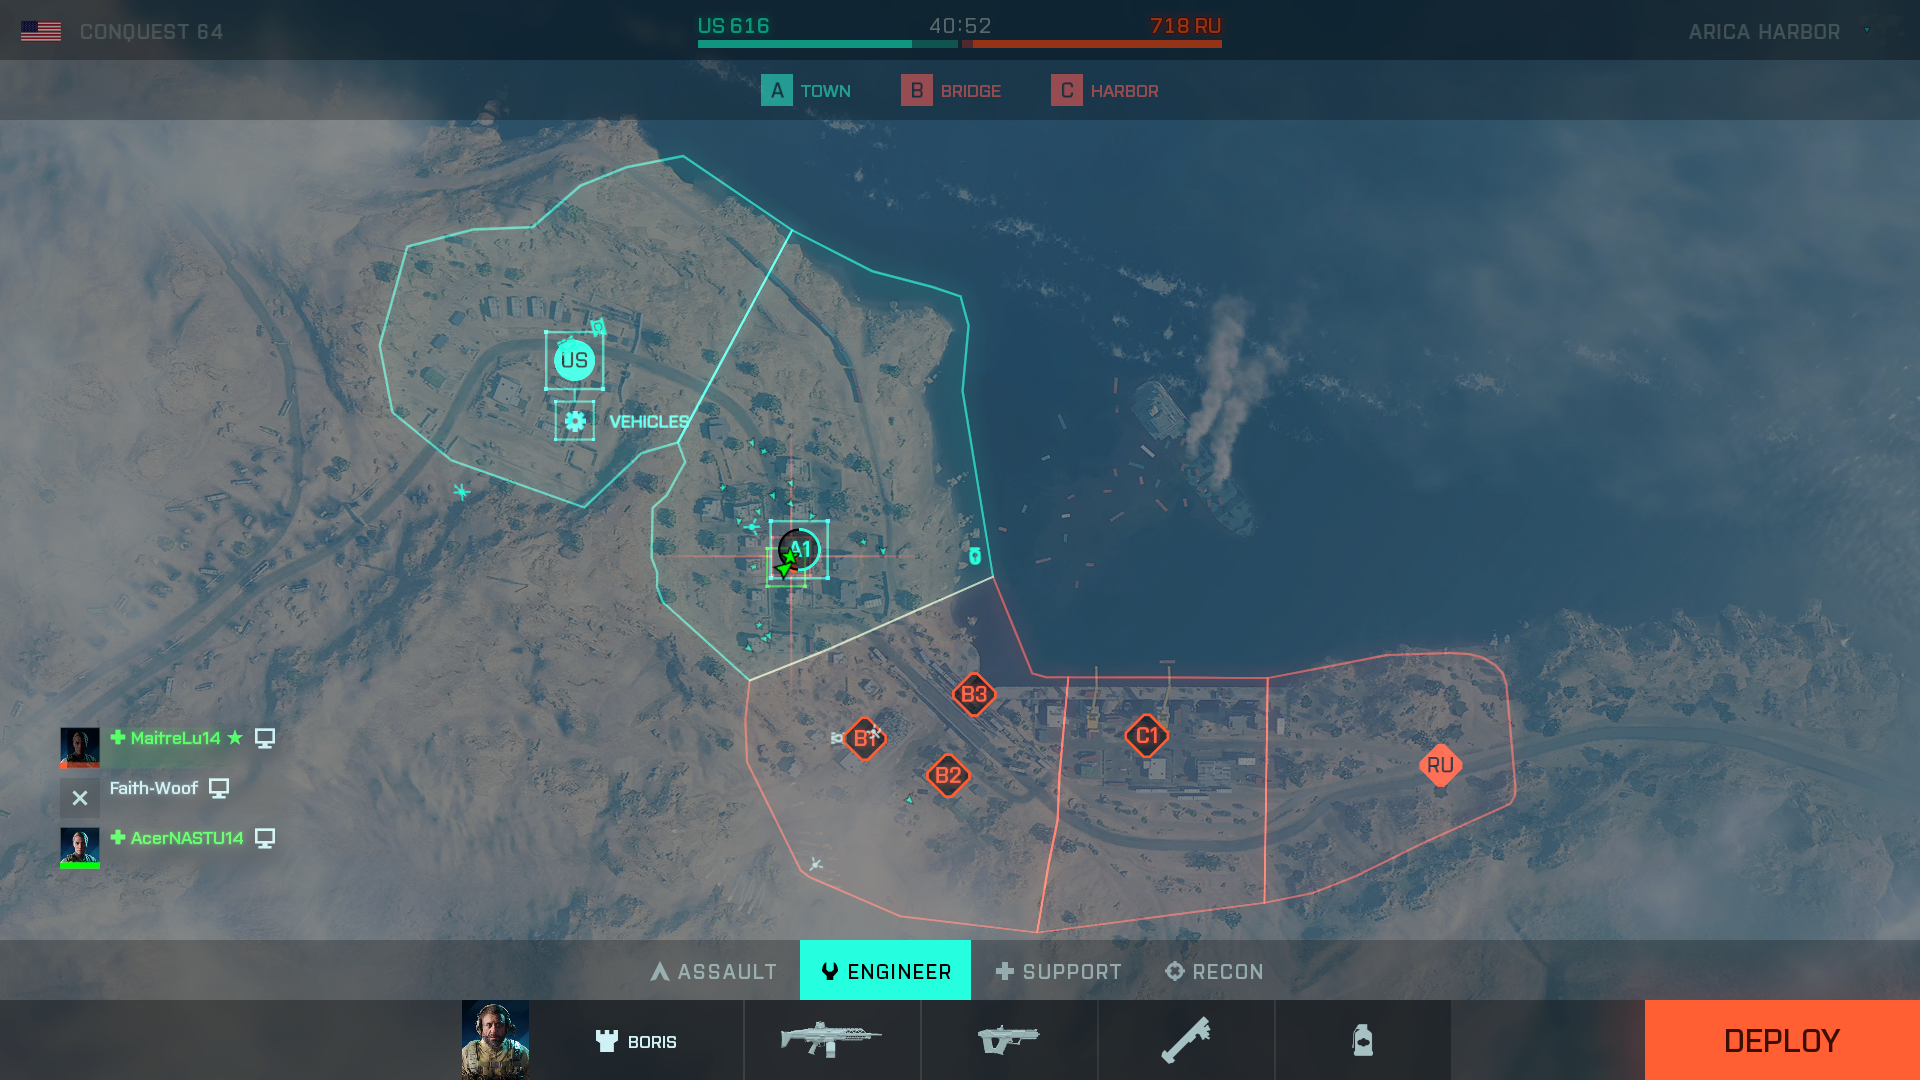 CONQUEST 64
US 616
40:52
718 RU
ARICA HARBOR
A TOWN
B BRIDGE
C HARBOR
US
VEHICLES
A1
B3
B1
C1
B2
RU
MaitreLu14
Faith-Woof
AcerNASTU14
ASSAULT
ENGINEER
SUPPORT
RECON
BORIS
DEPLOY